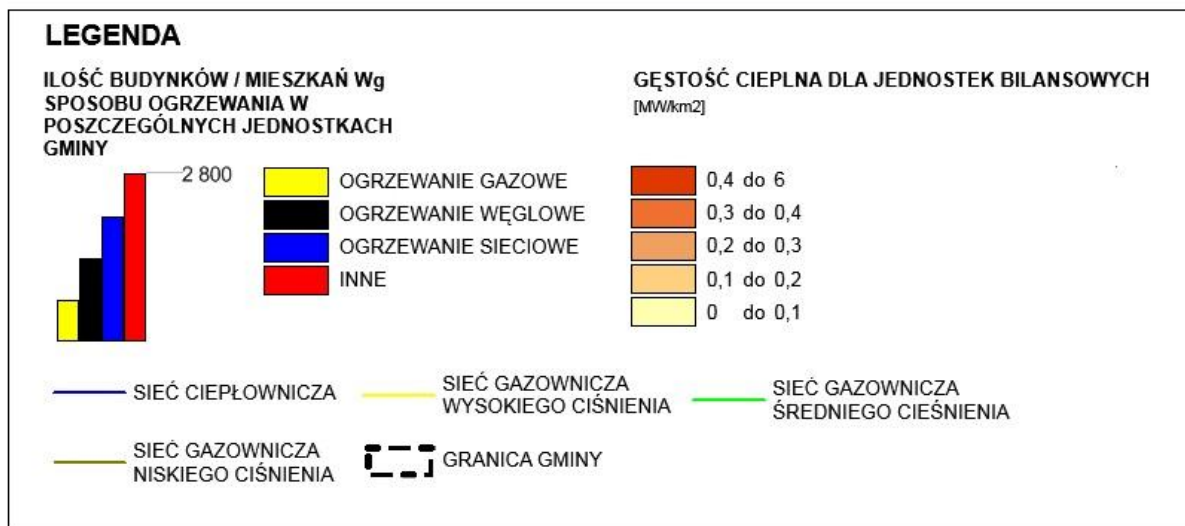 LEGENDA
ILOŚĆ BUDYNKÓW / MIESZKAŃ Wg
SPOSOBU OGRZEWANIA W
POSZCZEGÓLNYCH JEDNOSTKACH
GMINY
2 800
OGRZEWANIE GAZOWE
OGRZEWANIE WĘGLOWE
OGRZEWANIE SIECIOWE
INNE
GĘSTOŚĆ CIEPLNA DLA JEDNOSTEK BILANSOWYCH
[MW/km2]
0,4 do 6
0,3 do 0,4
0,2 do 0,3
0,1 do 0,2
0 do 0,1
SIEĆ CIEPŁOWNICZA
SIEĆ GAZOWNICZA
WYSOKIEGO CIŚNIENIA
SIEĆ GAZOWNICZA
ŚREDNIEGO CIEŚNIENIA
SIEĆ GAZOWNICZA
NISKIEGO CIŚNIENIA
GRANICA GMINY